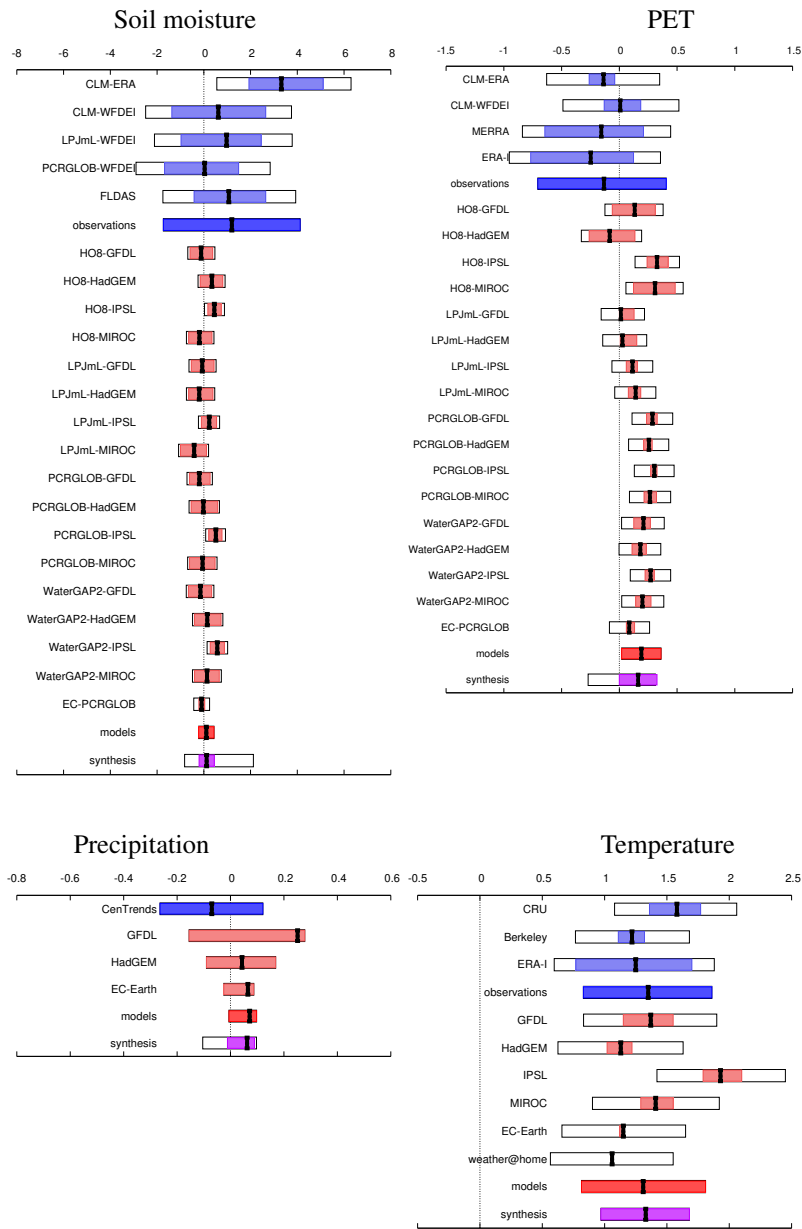 Soil moisture
-8 -6 -4 -2 0 2 4 6 8
CLM-ERA
CLM-WFDEI
LPJmL-WFDEI
PCRGLOB-WFDEI
FLDAS
observations
HO8-GFDL
HO8-HadGEM
HO8-IPSL
HO8-MIROC
LPJmL-GFDL
LPJmL-HadGEM
LPJmL-IPSL
LPJmL-MIROC
PCRGLOB-GFDL
PCRGLOB-HadGEM
PCRGLOB-IPSL
PCRGLOB-MIROC
WaterGAP2-GFDL
WaterGAP2-HadGEM
WaterGAP2-IPSL
WaterGAP2-MIROC
EC-PCRGLOB
models
synthesis
PET
-1.5 -1 -0.5 0 0.5 1 1.5
CLM-ERA
CLM-WFDEI
MERRA
ERA-I
observations
HO8-GFDL
HO8-HadGEM
HO8-IPSL
HO8-MIROC
LPJmL-GFDL
LPJmL-HadGEM
LPJmL-IPSL
LPJmL-MIROC
PCRGLOB-GFDL
PCRGLOB-HadGEM
PCRGLOB-IPSL
PCRGLOB-MIROC
WaterGAP2-GFDL
WaterGAP2-HadGEM
WaterGAP2-IPSL
WaterGAP2-MIROC
EC-PCRGLOB
models
synthesis
Precipitation
-0.8 -0.6 -0.4 -0.2 0 0.2 0.4 0.6
CenTrends
GFDL
HadGEM
EC-Earth
models
synthesis
Temperature
-0.5 0 0.5 1 1.5 2 2.5
CRU
Berkeley
ERA-I
observations
GFDL
HadGEM
IPSL
MIROC
EC-Earth
weather@home
models
synthesis